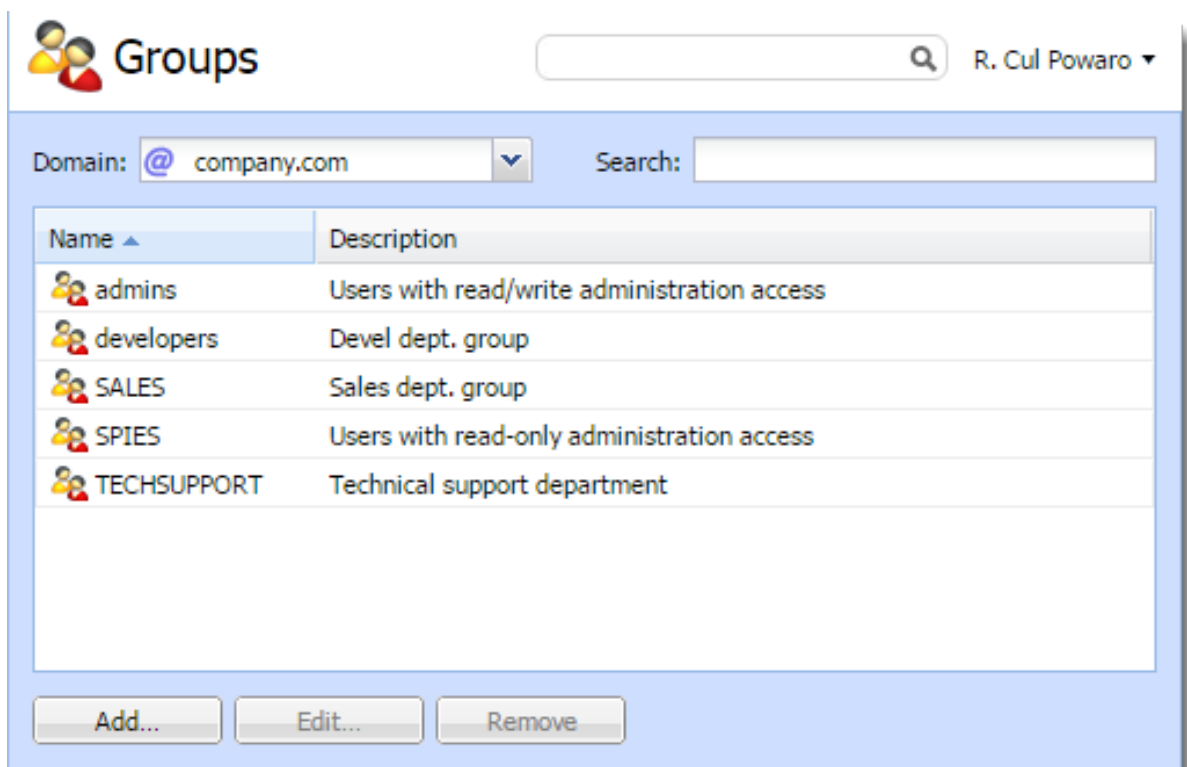 Groups
R. Cul Powaro
Domain: @ company.com Search:
Name Description
admins Users with read/write administration access
developers Devel dept. group
SALES Sales dept. group
SPIES Users with read-only administration access
TECHSUPPORT Technical support department
Add... Edit... Remove